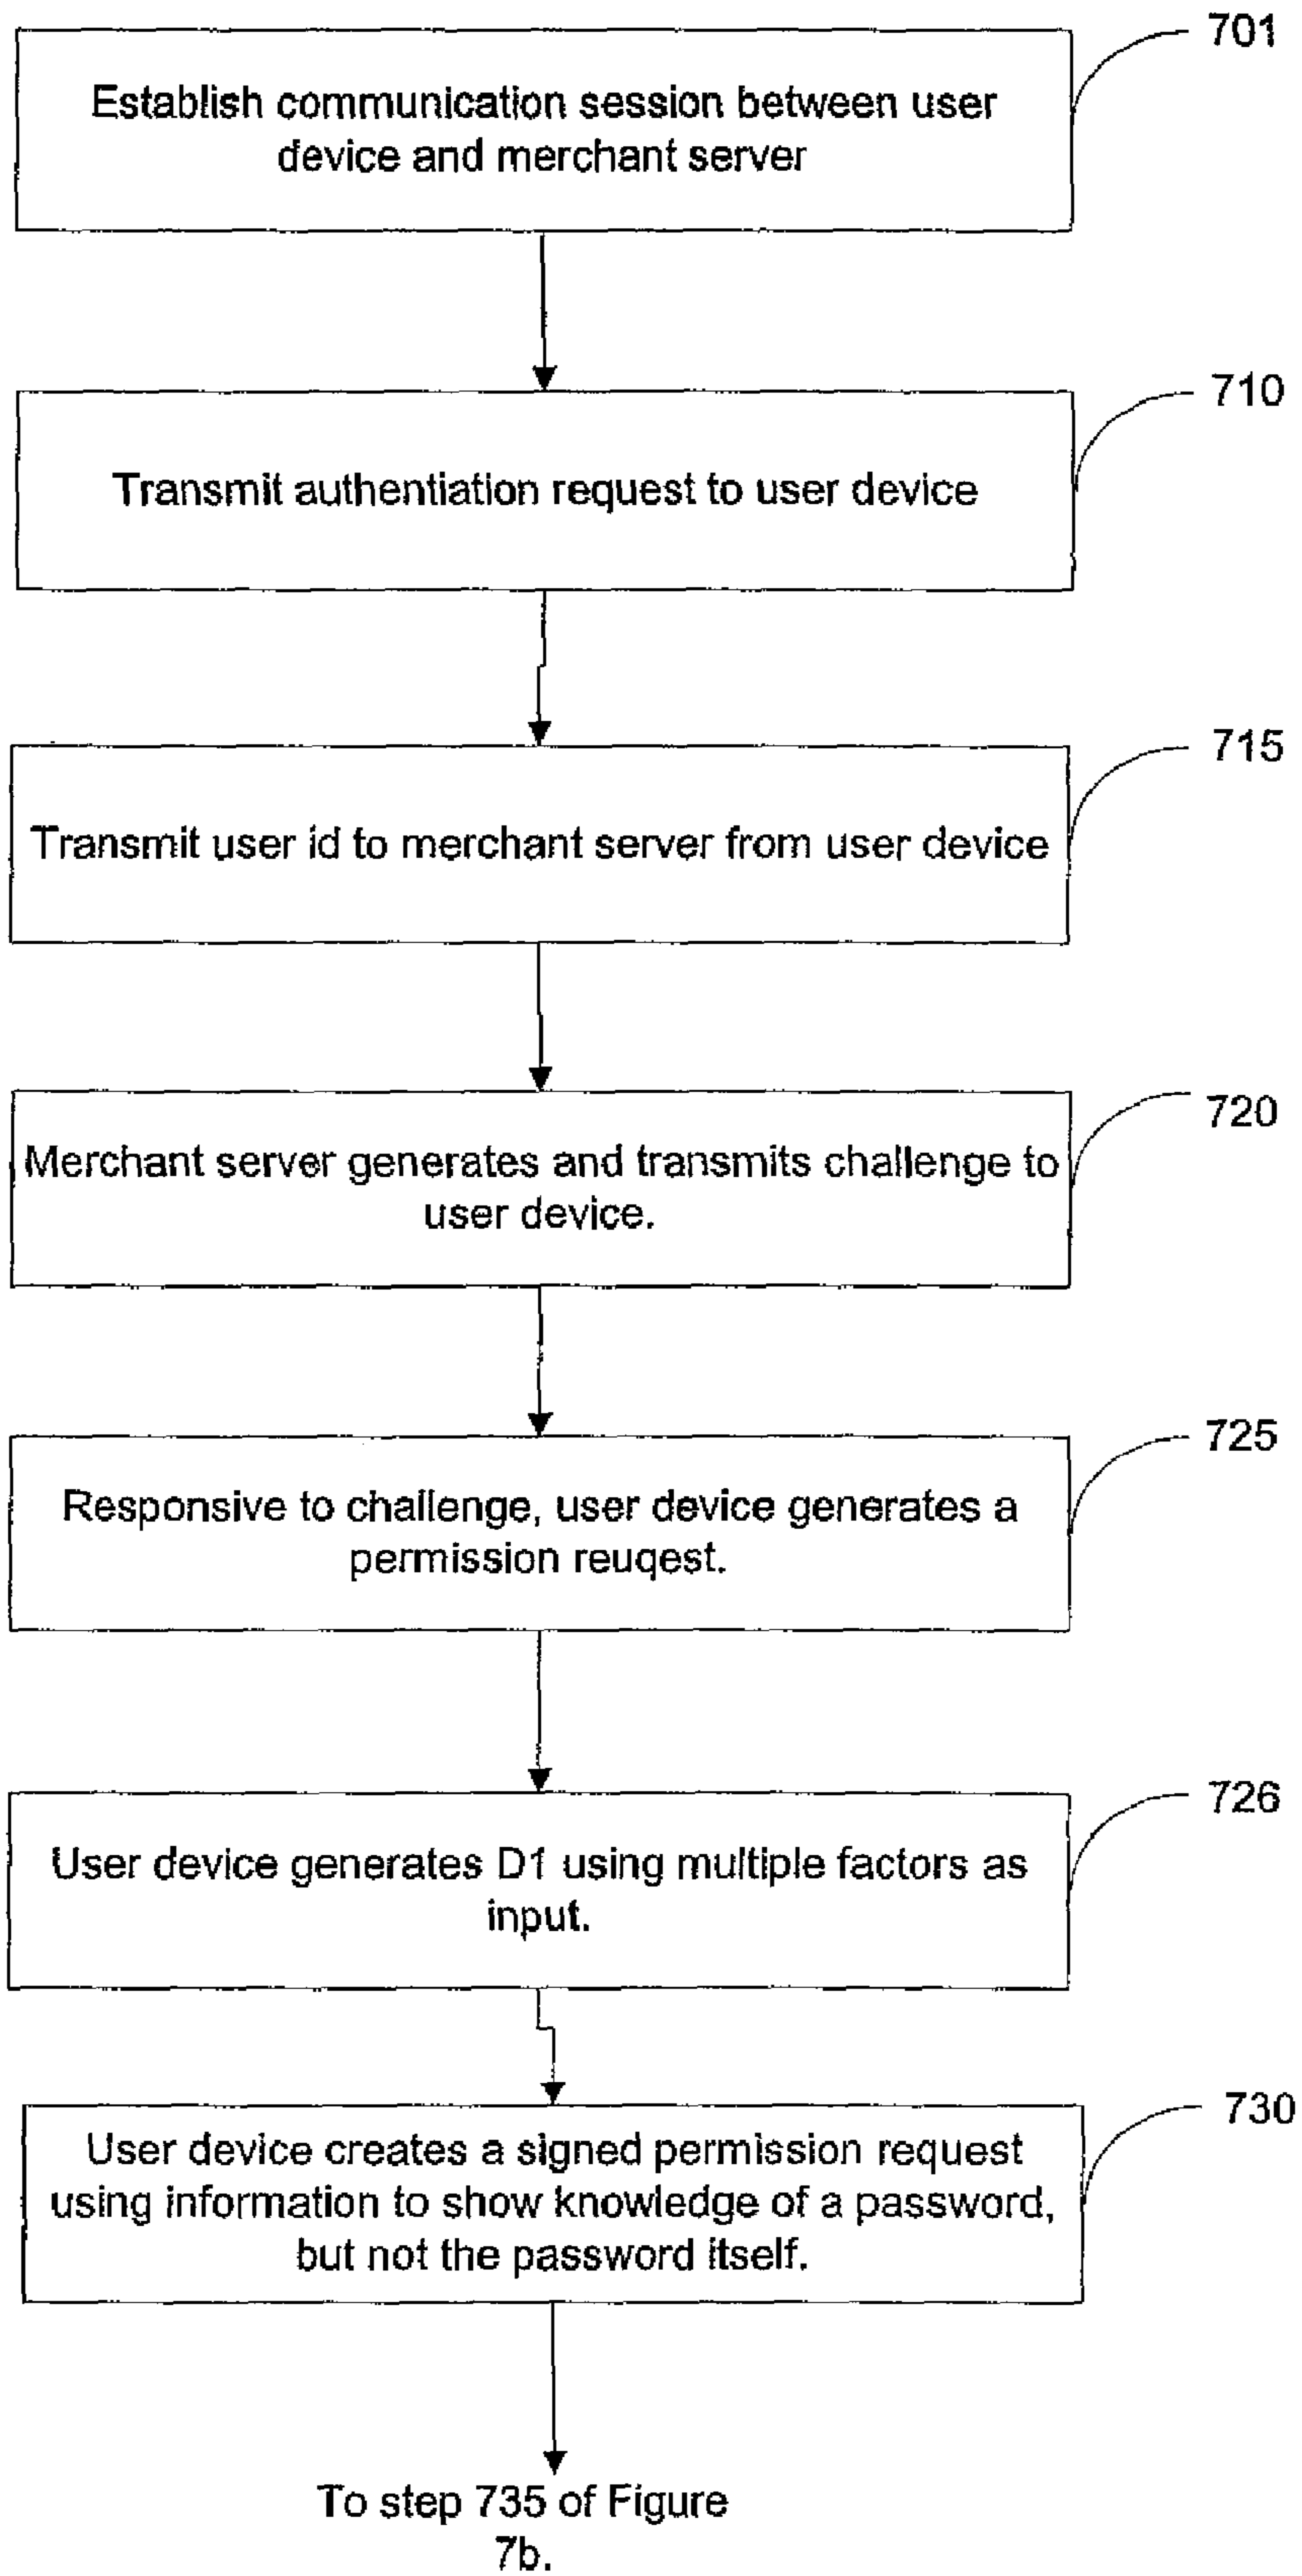 701
Establish communication session between user
device and merchant server
710
Transmit authentiation request to user device
715
Transmit user id to merchant server from user device
720
Merchant server generates and transmits challenge to
user device.
725
Responsive to challenge, user device generates a
permission reuqest.
726
User device generates D1 using multiple factors as
input.
730
User device creates a signed permission request
using information to show knowledge of a password,
but not the password itself.
To step 735 of Figure
7b.